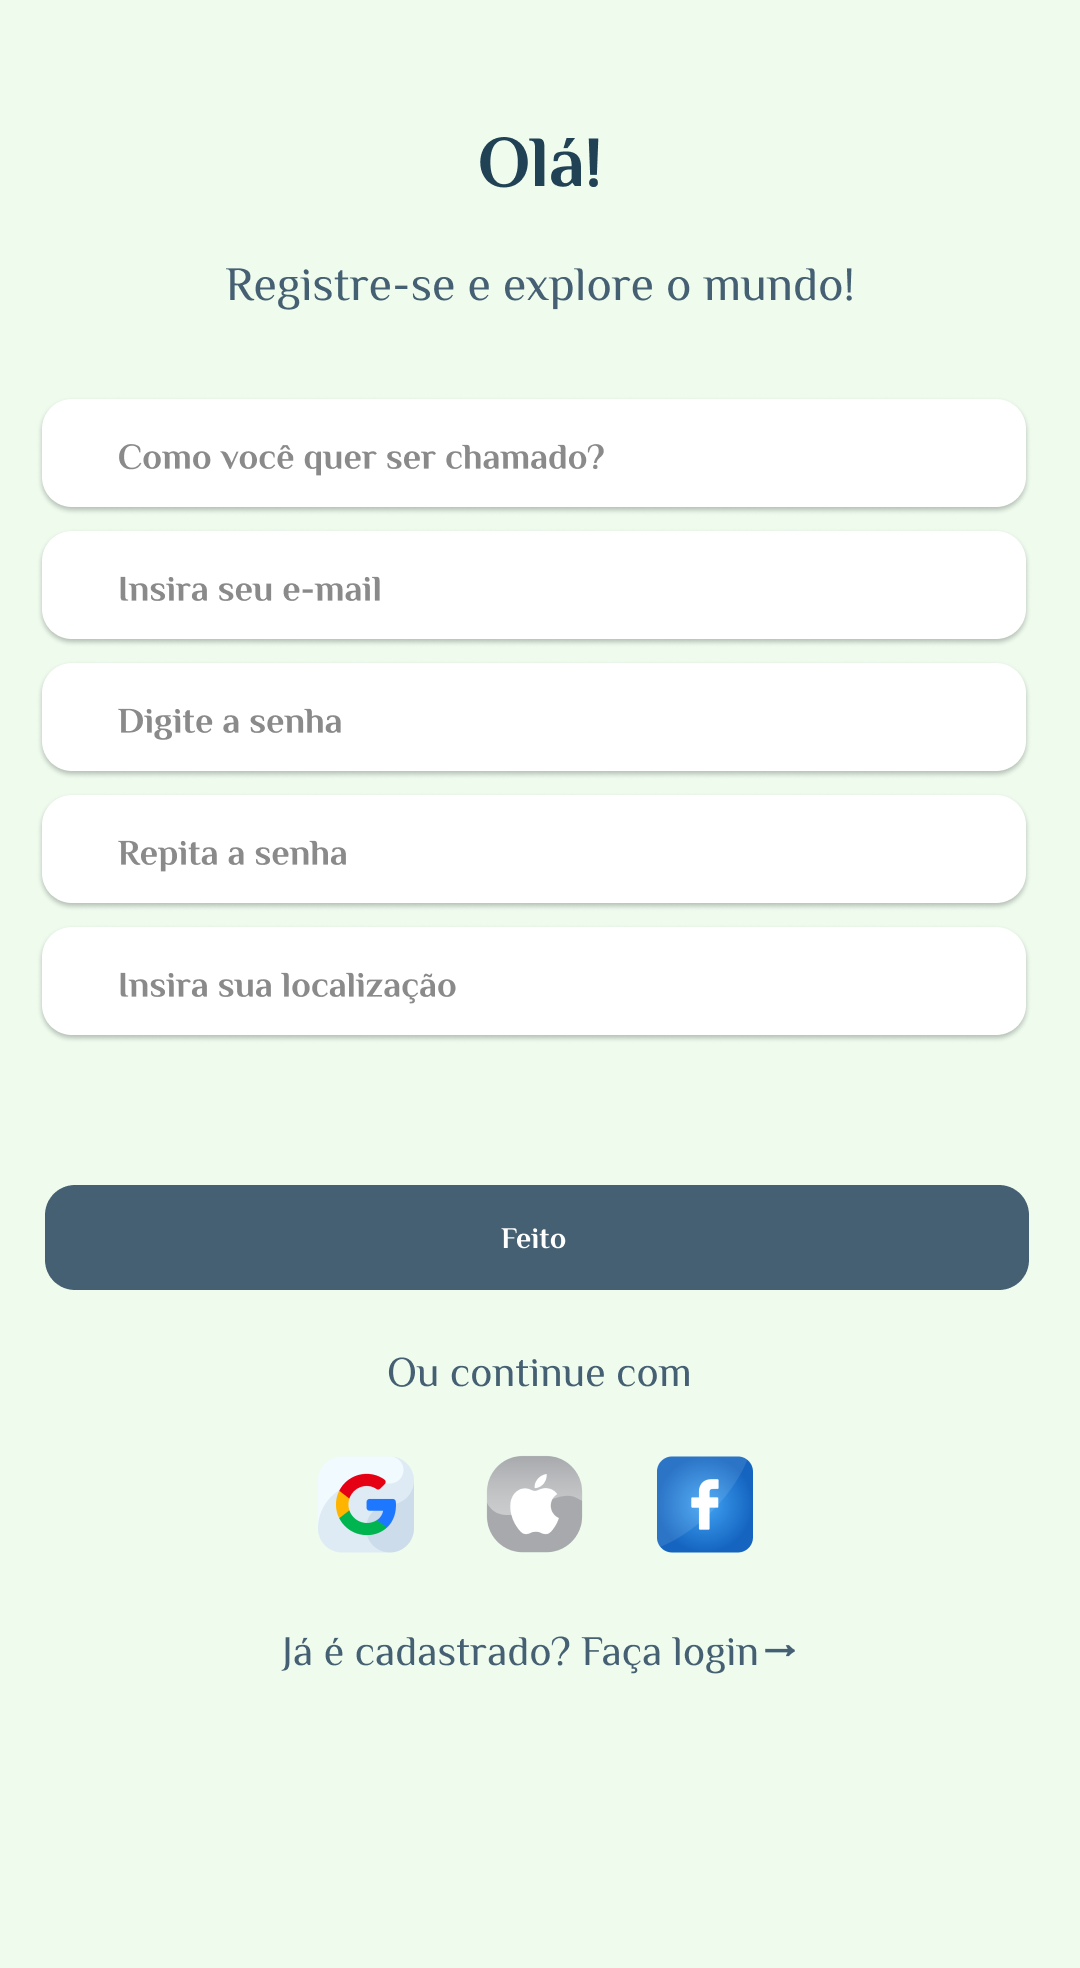 Olá!
Registre-se e explore o mundo!
Como você quer ser chamado?
Insira seu e-mail
Digite a senha
Repita a senha
Insira sua localização
Feito
Ou continue com
Já é cadastrado? Faça login→